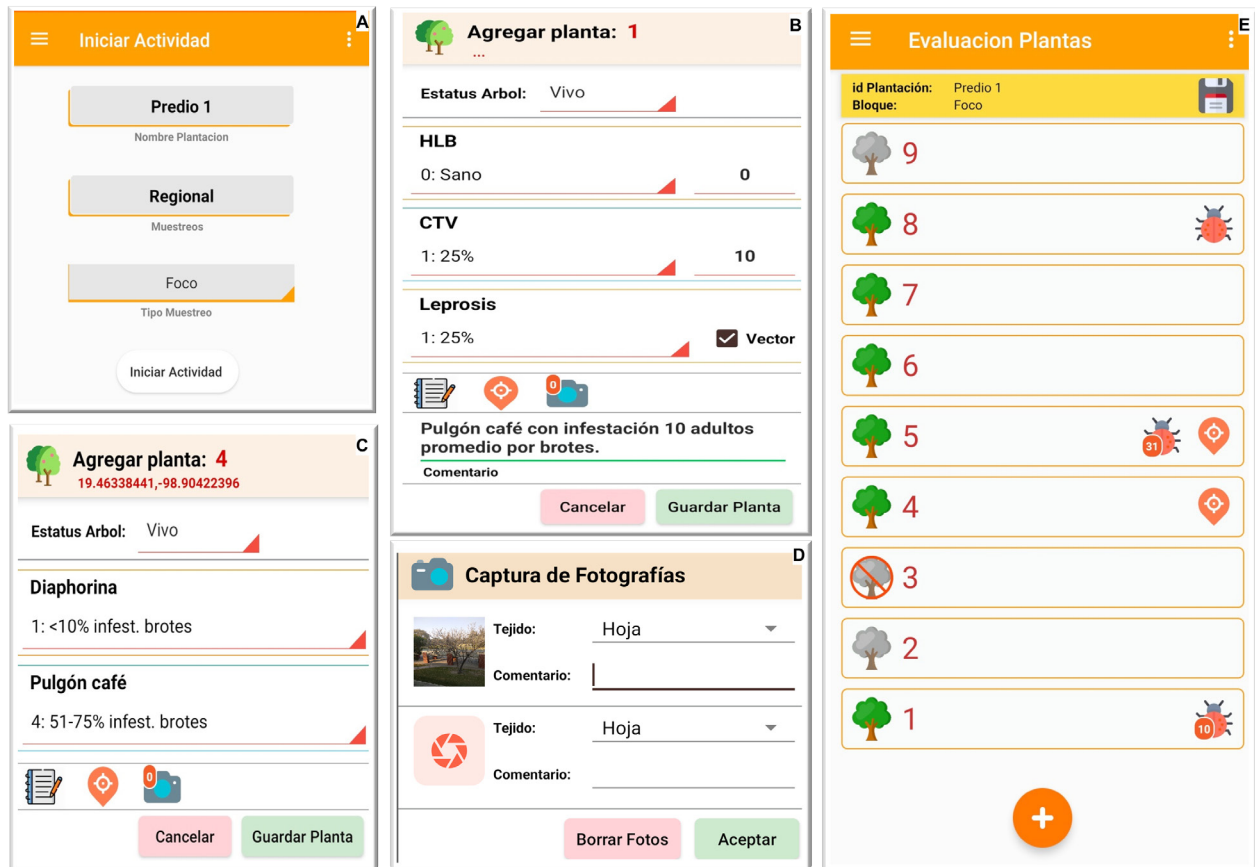 A
Iniciar Actividad
Predio 1
Nombre Plantacion
Regional
Muestreos
Foco
Tipo Muestreo
Iniciar Actividad
B
Agregar planta: 1
...
Estatus Arbol: Vivo
HLB
0: Sano 0
CTV
1: 25% 10
Leprosis
1: 25% Vector
0
Pulgón café con infestación 10 adultos
promedio por brotes.
Comentario
Cancelar Guardar Planta
C
Agregar planta: 4
19.46338441,-98.90422396
Estatus Arbol: Vivo
Diaphorina
1: <10% infest. brotes
Pulgón café
4: 51-75% infest. brotes
0
Cancelar Guardar Planta
D
Captura de Fotografías
Tejido: Hoja
Comentario:
Tejido: Hoja
Comentario:
Borrar Fotos Aceptar
E
Evaluacion Plantas
id Plantación: Predio 1
Bloque: Foco
9
8
7
6
5 31
4
3
2
1 10
+